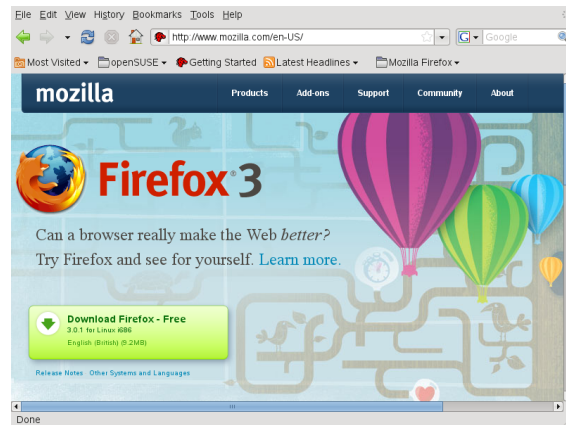 File Edit View History Bookmarks Tools Help
http://www.mozilla.com/en-US/ G Google
Most Visited openSUSE Getting Started Latest Headlines Mozilla Firefox
mozilla Products Add-ons Support Community About
Firefox® 3
Can a browser really make the Web better?
Try Firefox and see for yourself. Learn more.
Download Firefox - Free
3.0.1 for Linux i686
English (British) (9.2MB)
Release Notes · Other Systems and Languages
Done